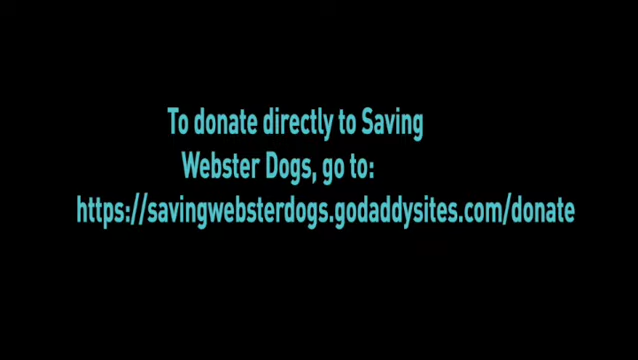 To donate directly to Saving
Webster Dogs, go to:
https://savingwebsterdogs.godaddysites.com/donate